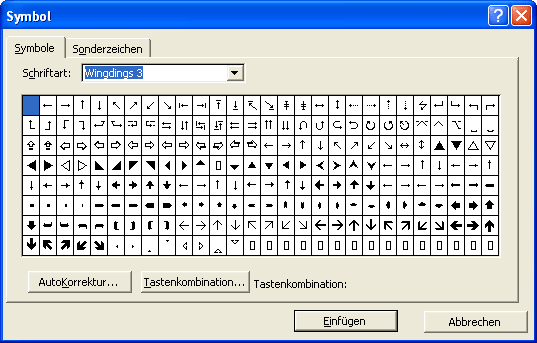 Symbol
Symbole
Sonderzeichen
Schriftart:
Wingdings 3
AutoKorrektur...
Tastenkombination...
Tastenkombination:
Einfügen
Abbrechen